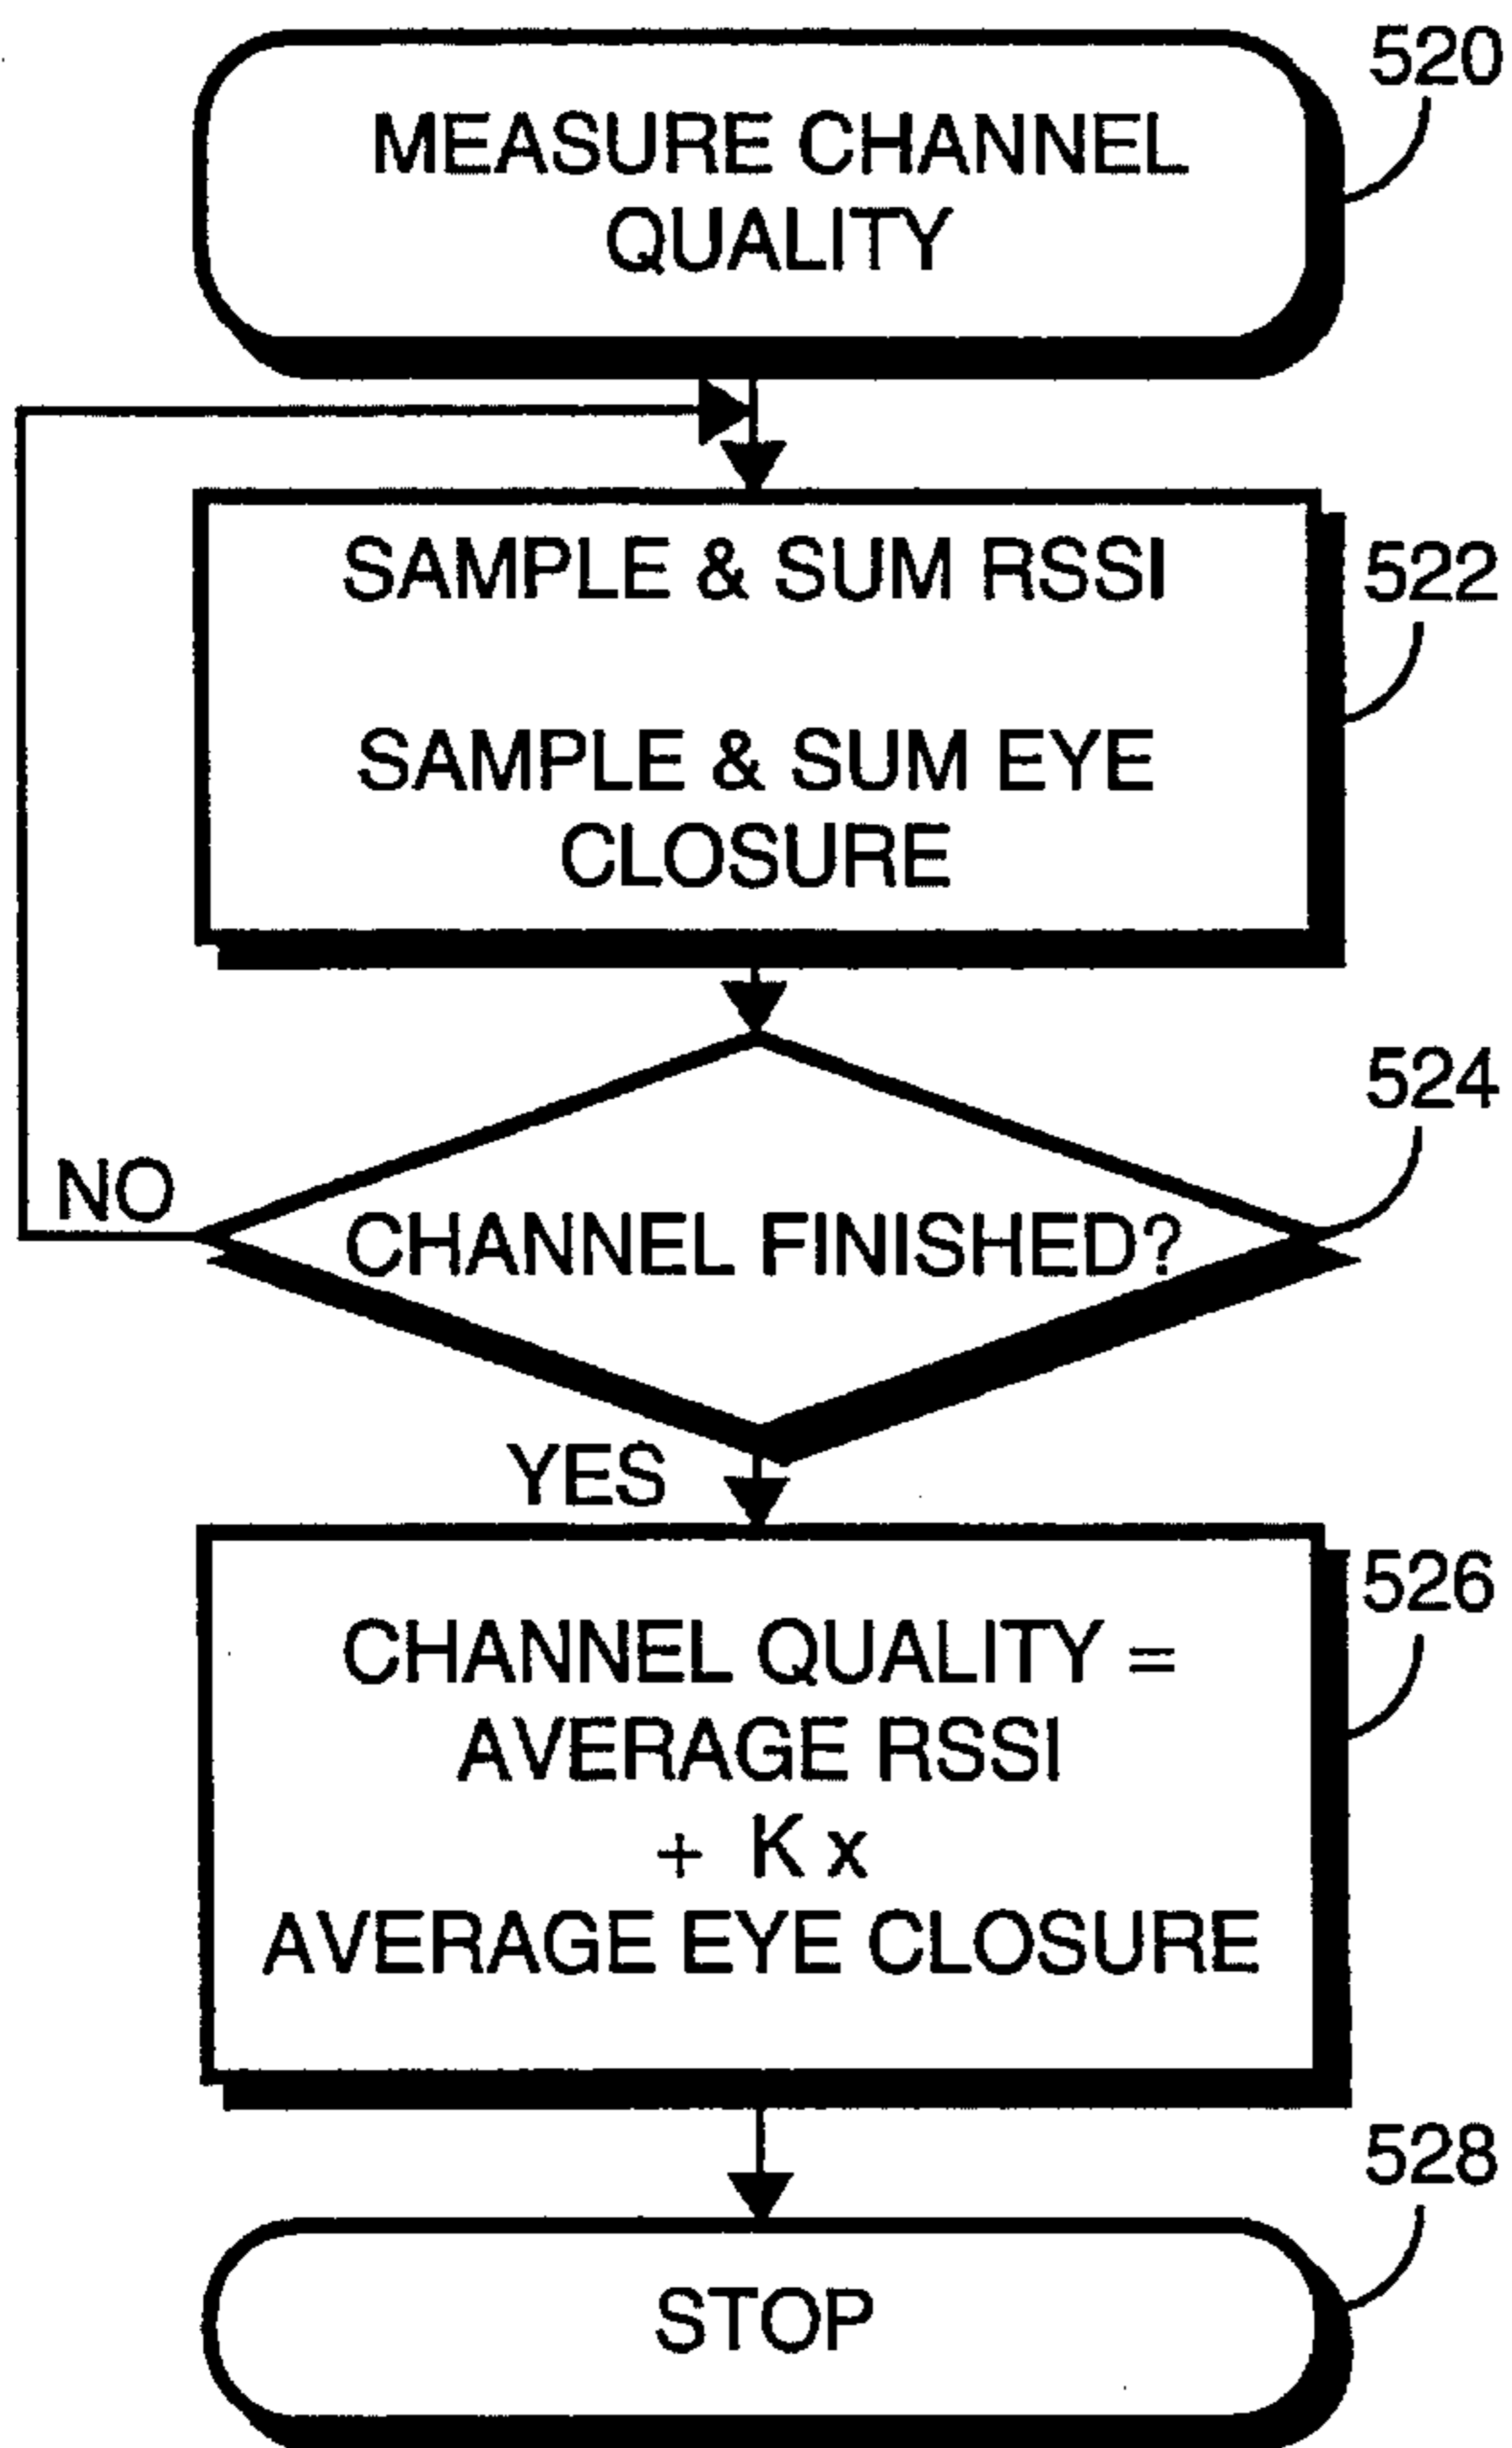 520
MEASURE CHANNEL
QUALITY
SAMPLE & SUM RSSI
522
SAMPLE & SUM EYE
CLOSURE
524
NO
CHANNEL FINISHED?
YES
526
CHANNEL QUALITY =
AVERAGE RSSI
+ K x
AVERAGE EYE CLOSURE
528
STOP